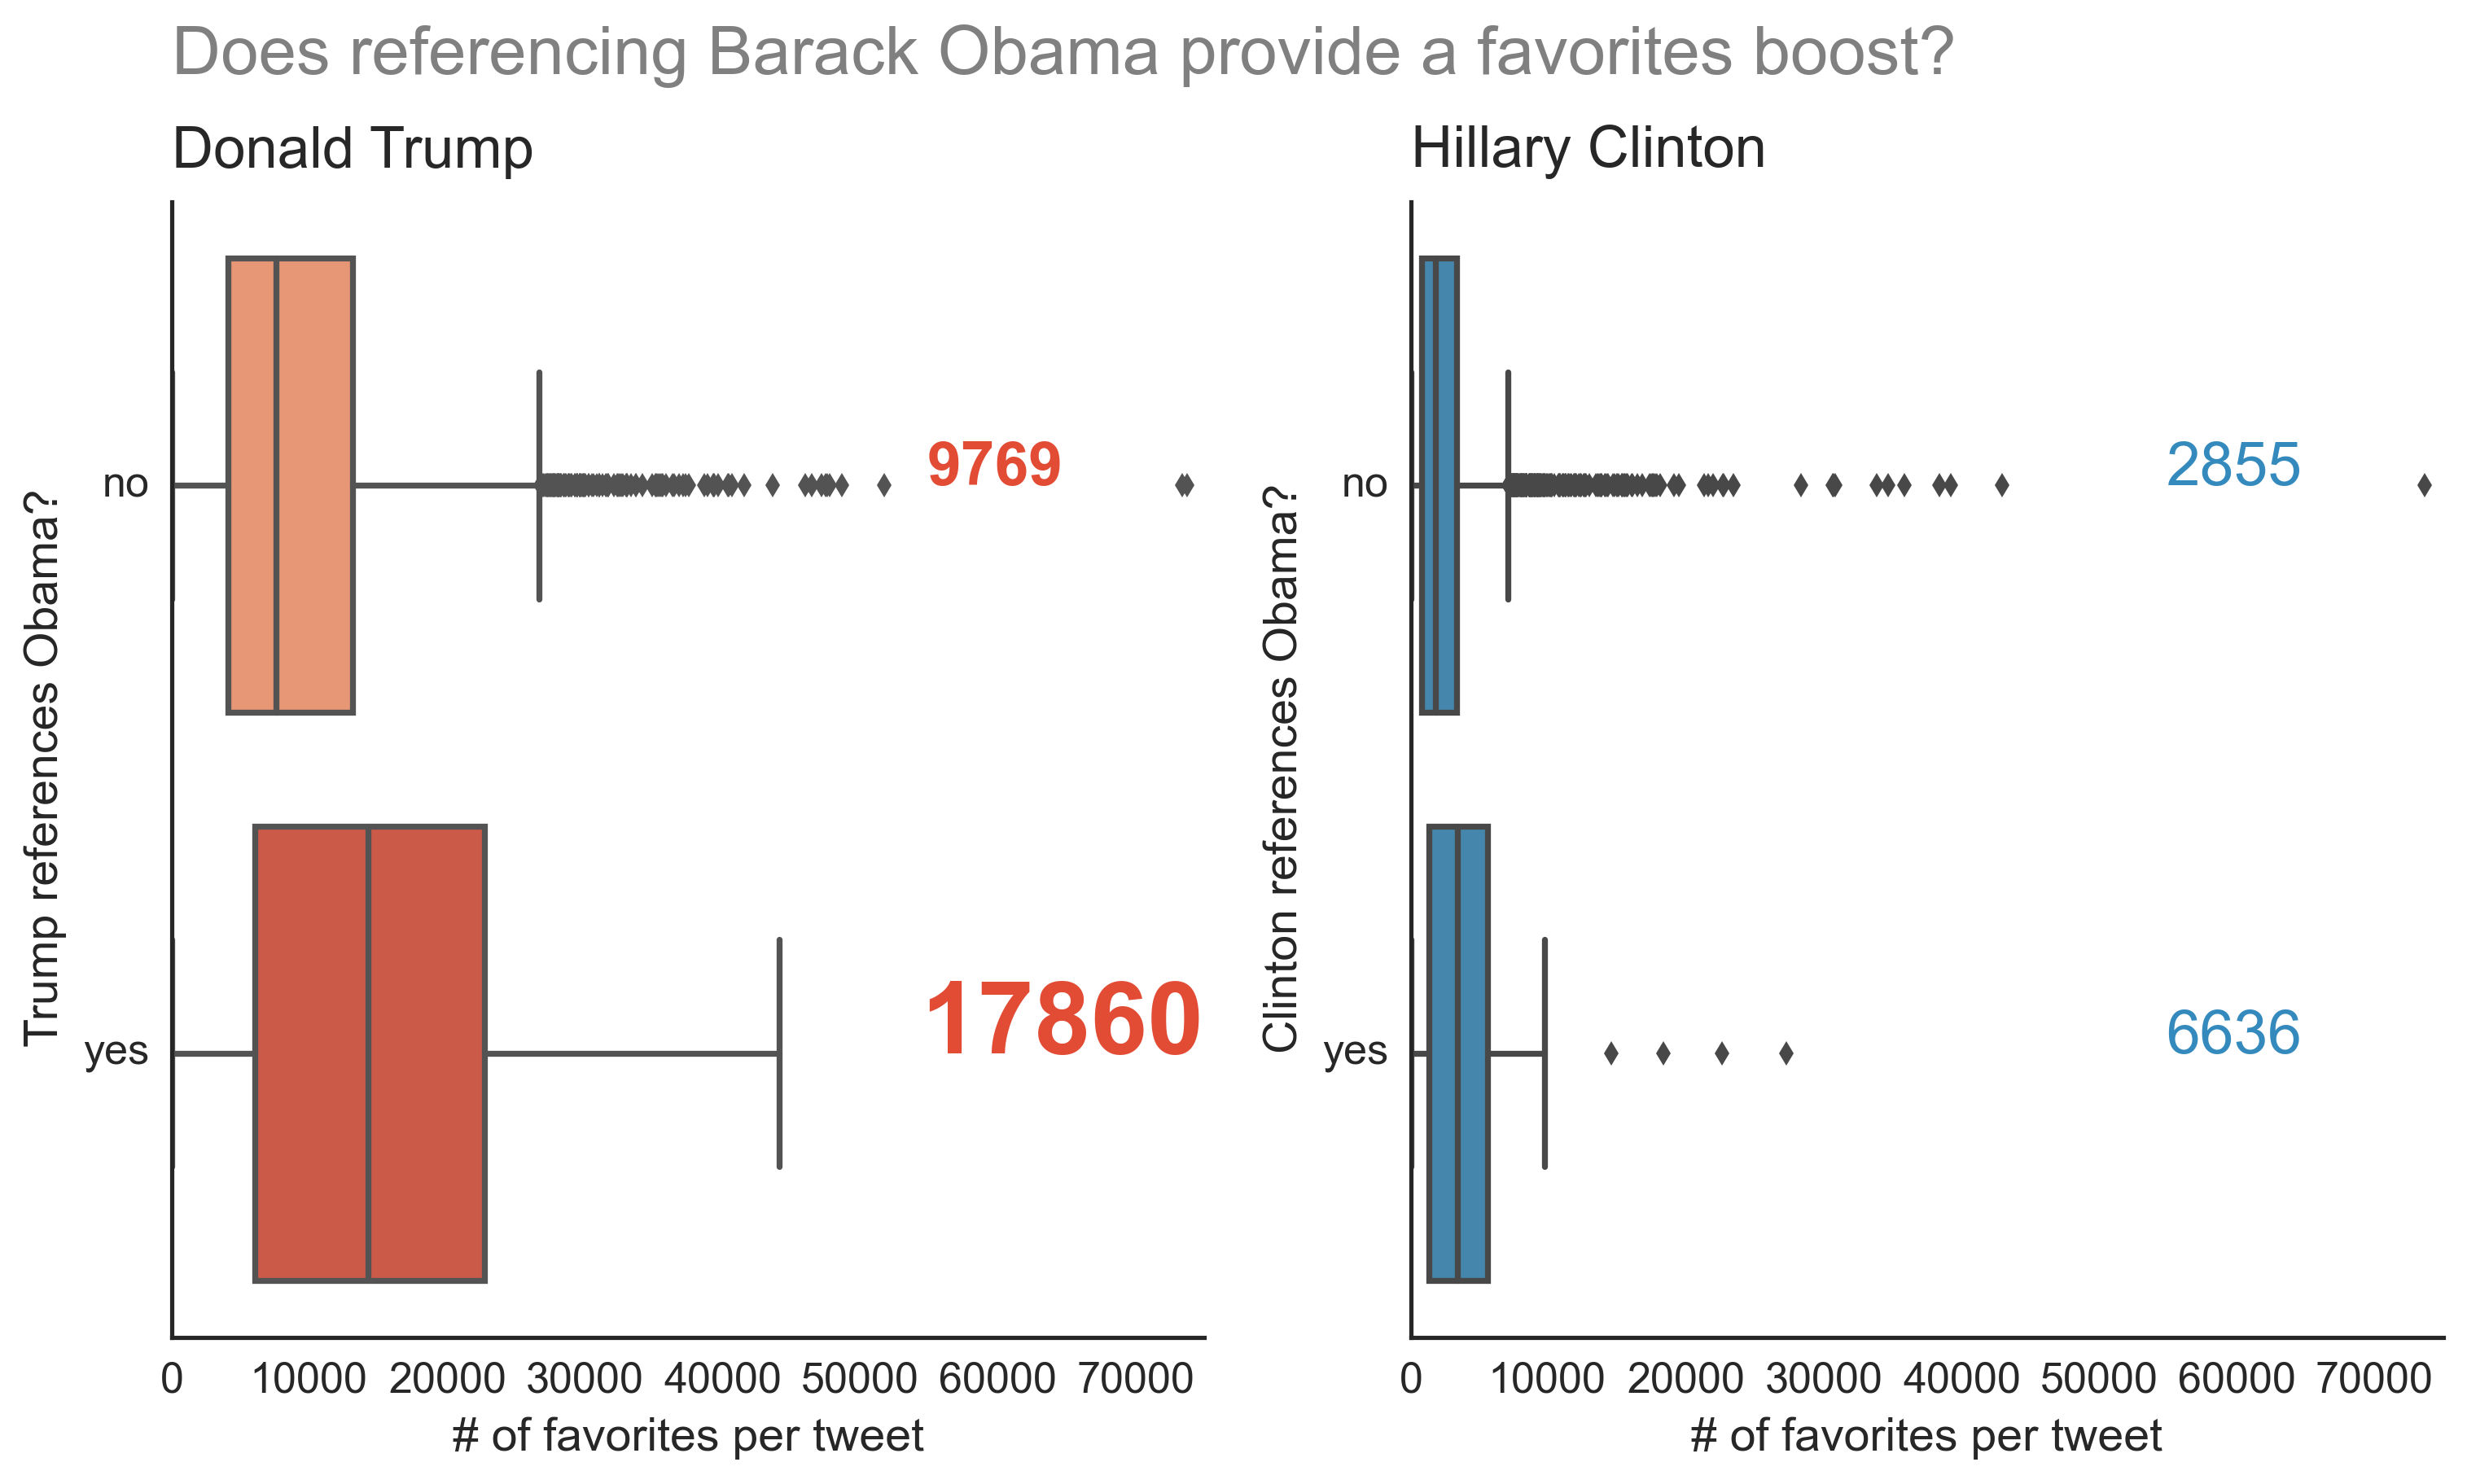 Does referencing Barack Obama provide a favorites boost?
Donald Trump
Trump references Obama?
no
9769
yes
17860
0 10000 20000 30000 40000 50000 60000 70000
# of favorites per tweet
Hillary Clinton
Clinton references Obama?
no
2855
yes
6636
0 10000 20000 30000 40000 50000 60000 70000
# of favorites per tweet